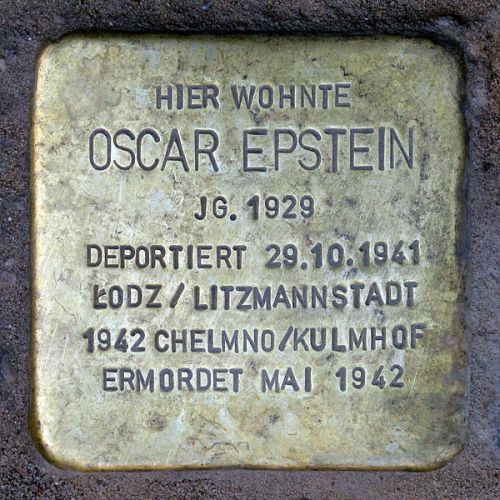 HIER WOHNTE
OSCAR EPSTEIN
JG. 1929
DEPORTIERT 29.10.1941
ŁODZ / LITZMANNSTADT
1942 CHELMNO/KULMHOF
ERMORDET MAI 1942